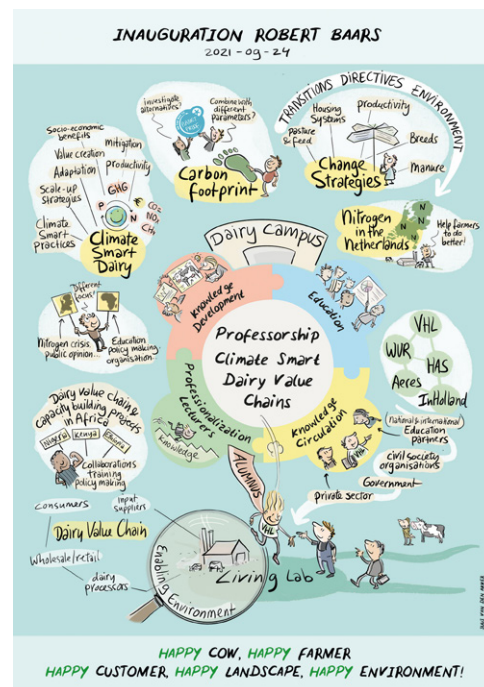 INAUGURATION ROBERT BAARS
2021-09-24
Socio-economic
benefits
Value creation
Mitigation
Adaptation
Productivity
Scale-up
strategies
GHG
P
N
€
CO₂
NO₂
CH₄
Climate
Smart
Practices
Climate
Smart
Dairy
investigate
alternatives?
Combine with
different
parameters?
Carbon
footprint
TRANSITIONS DIRECTIVES ENVIRONMENT
Housing
Systems
Productivity
Pasture
& feed
Breeds
Manure
Change
Strategies
Nitrogen
in the
Netherlands
N
N
N
N
Help farmers
to do
better!
Dairy Campus
Knowledge
Development
Education
Professorship
Climate Smart
Dairy Value
Chains
Professionalization
Lecturers
Knowledge
Knowledge
Circulation
Different
focus!
Nitrogen crisis
public opinion...
Education
policy making
organisation...
VHL
WUR
HAS
Aeres
InHolland
Dairy value chain &
capacity building projects
in Africa
Nigeria
Kenya
Collaborations
training
policy making
National & international
Education
partners
civil society
organisations
Government
private sector
ALUMNUS
VHL
consumers
input
suppliers
Dairy Value Chain
Wholesale/retail
dairy
processors
Enabling Environment
Living Lab
HAPPY COW, HAPPY FARMER
HAPPY CUSTOMER, HAPPY LANDSCAPE, HAPPY ENVIRONMENT!